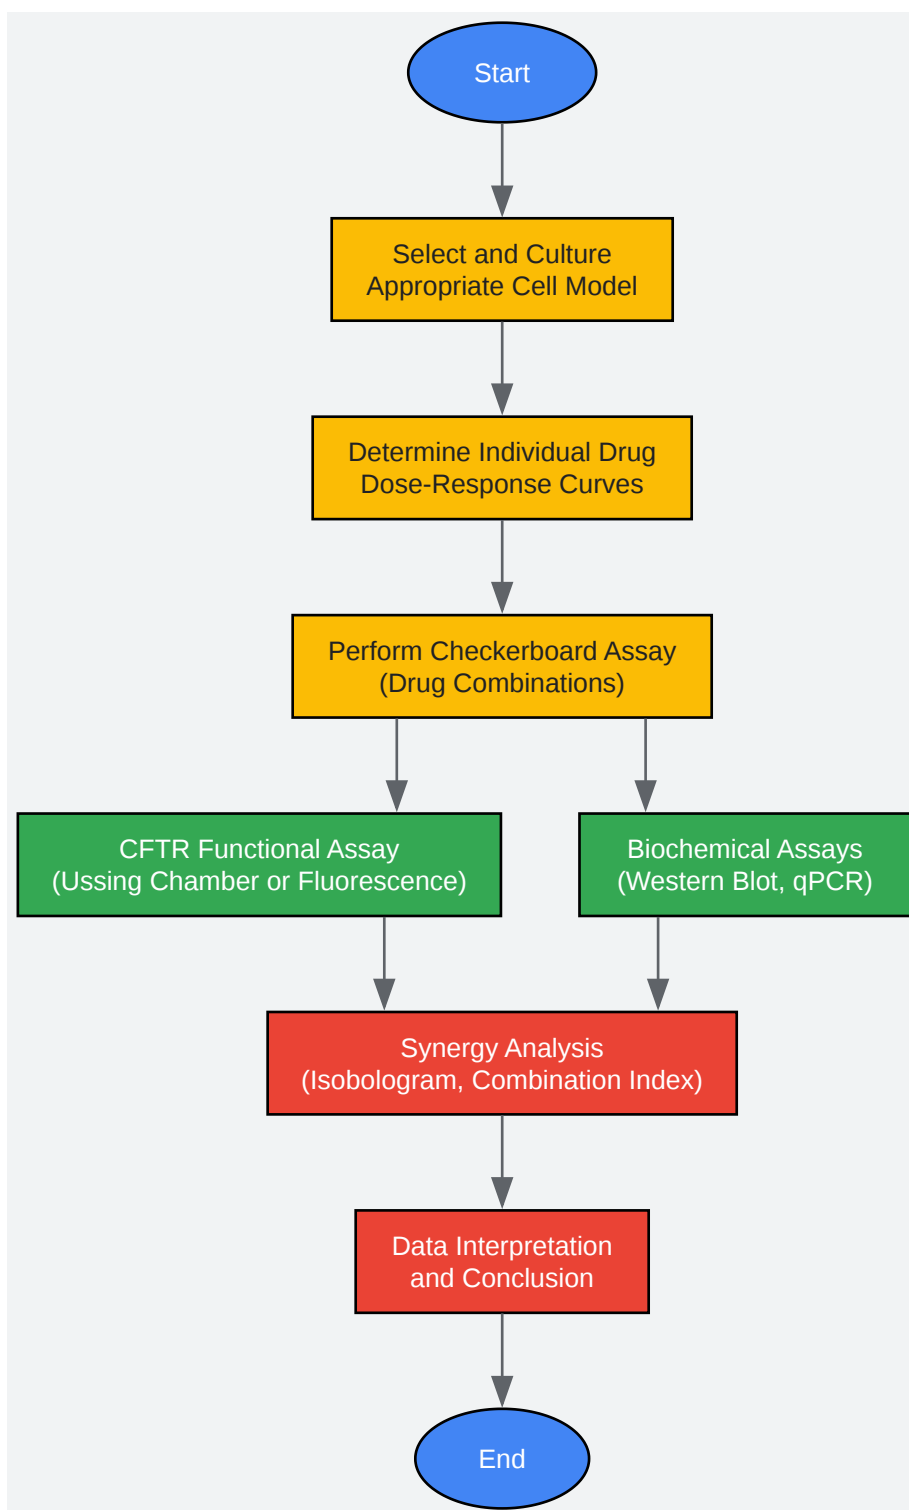 Start
Select and Culture
Appropriate Cell Model
Determine Individual Drug
Dose-Response Curves
Perform Checkerboard Assay
(Drug Combinations)
CFTR Functional Assay
(Ussing Chamber or Fluorescence)
Biochemical Assays
(Western Blot, qPCR)
Synergy Analysis
(Isobologram, Combination Index)
Data Interpretation
and Conclusion
End